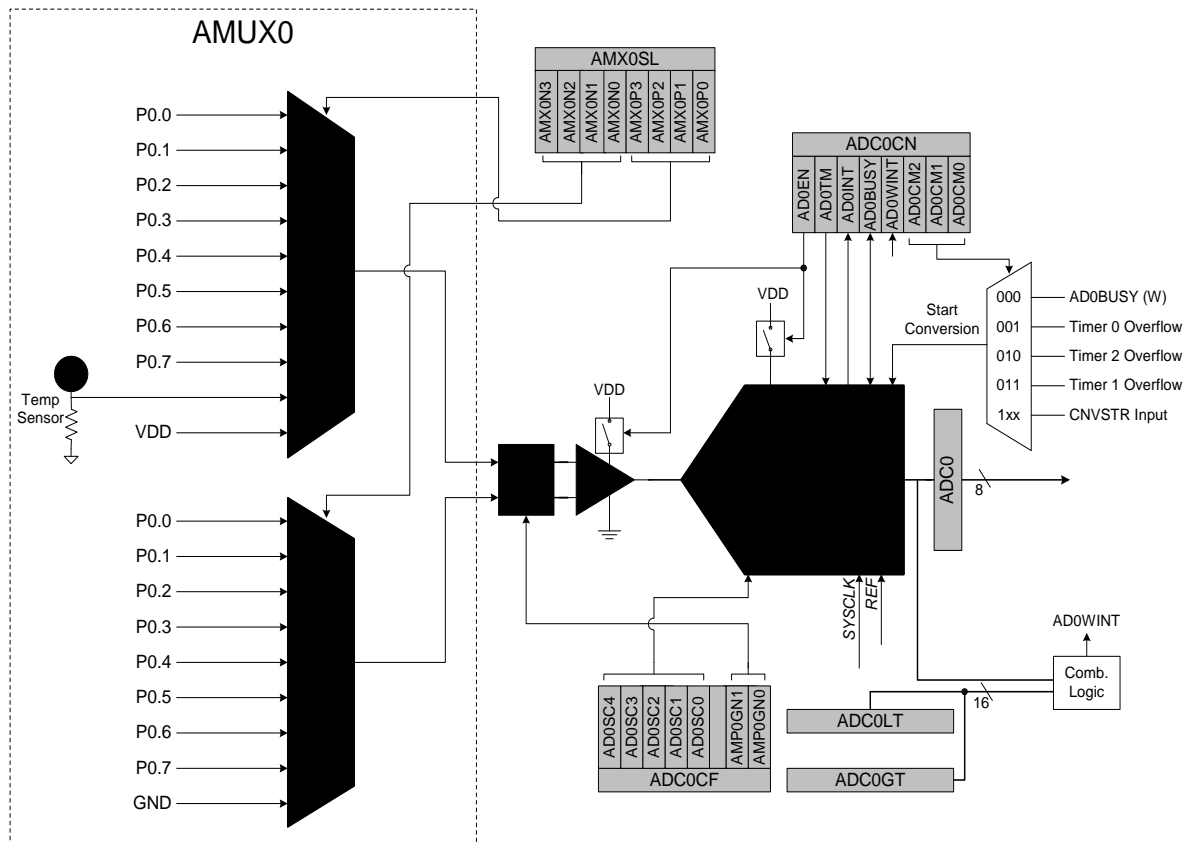 AMUX0
P0.0
P0.1
P0.2
P0.3
P0.4
P0.5
P0.6
P0.7
Temp
Sensor
VDD
P0.0
P0.1
P0.2
P0.3
P0.4
P0.5
P0.6
P0.7
GND
AMX0SL
AMX0N3
AMX0N2
AMX0N1
AMX0N0
AMX0P3
AMX0P2
AMX0P1
AMX0P0
ADC0CN
AD0EN
AD0TM
AD0INT
AD0BUSY
AD0WINT
AD0CM2
AD0CM1
AD0CM0
VDD
VDD
Start
Conversion
000
AD0BUSY (W)
001
Timer 0 Overflow
010
Timer 2 Overflow
011
Timer 1 Overflow
1xx
CNVSTR Input
ADC0
8
SYSCLK
REF
AD0WINT
Comb.
Logic
16
AD0SC4
AD0SC3
AD0SC2
AD0SC1
AD0SC0
AMP0GN1
AMP0GN0
ADC0CF
ADC0LT
ADC0GT